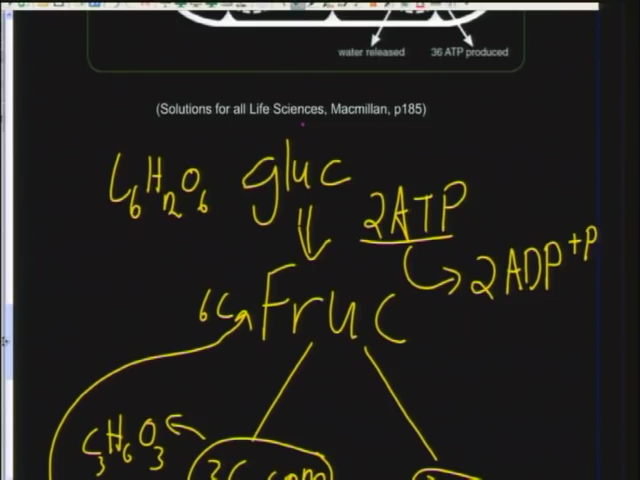 water released 36 ATP produced
(Solutions for all Life Sciences, Macmillan, p185)
C6H12O6 gluc
2ATP
2ADP+P
6C Fruc
C3H6O3
3C com